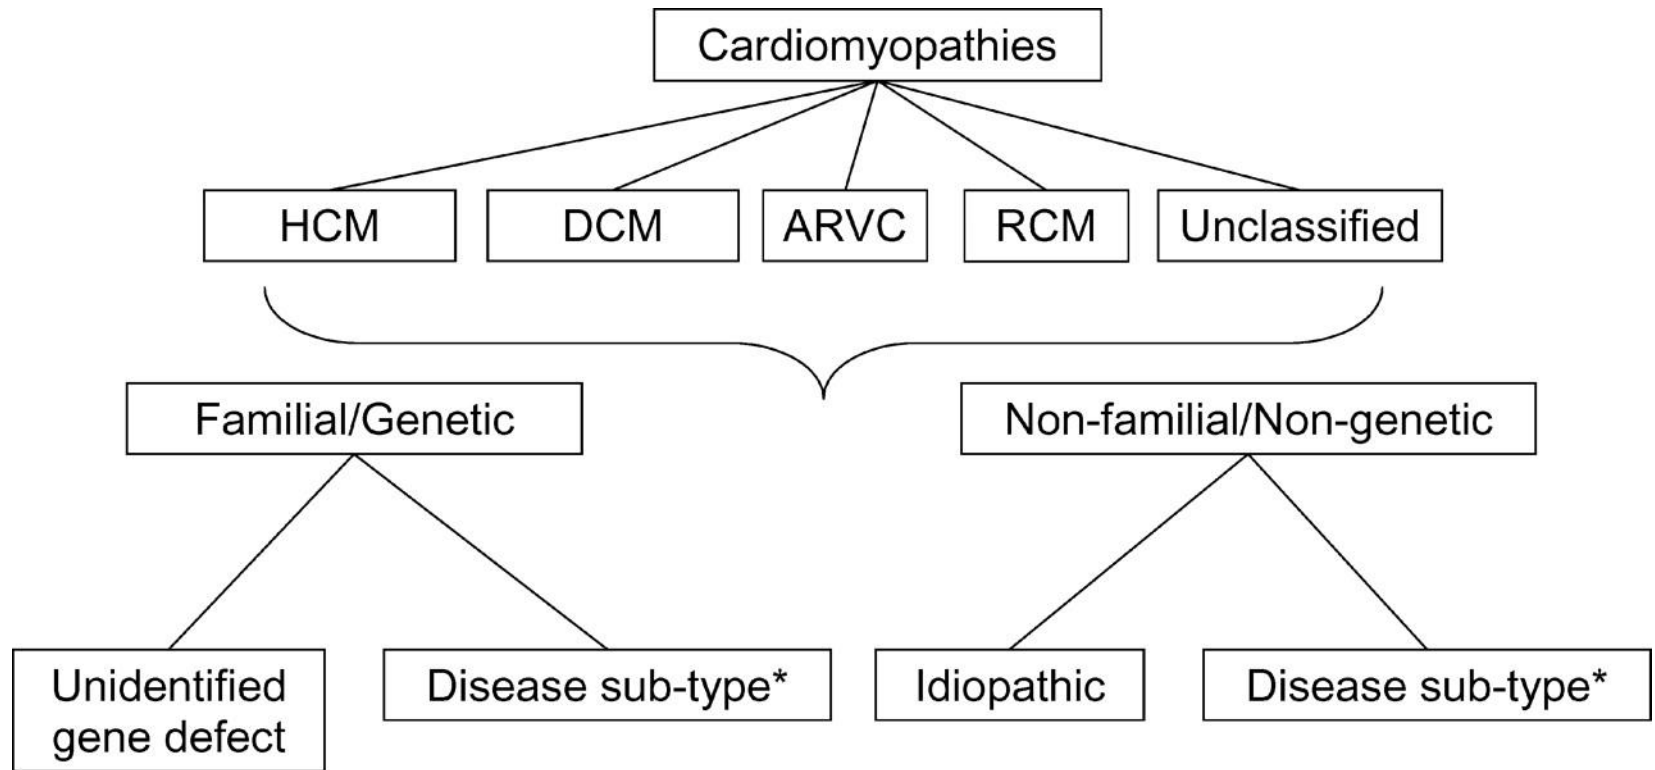 Cardiomyopathies
HCM
DCM
ARVC
RCM
Unclassified
Familial/Genetic
Non-familial/Non-genetic
Unidentified
gene defect
Disease sub-type*
Idiopathic
Disease sub-type*